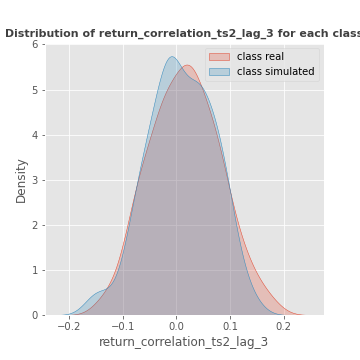 Distribution of return_correlation_ts2_lag_3 for each class
6
class real
class simulated
5
4
3
2
1
0
Density
−0.2 −0.1 0.0 0.1 0.2
return_correlation_ts2_lag_3